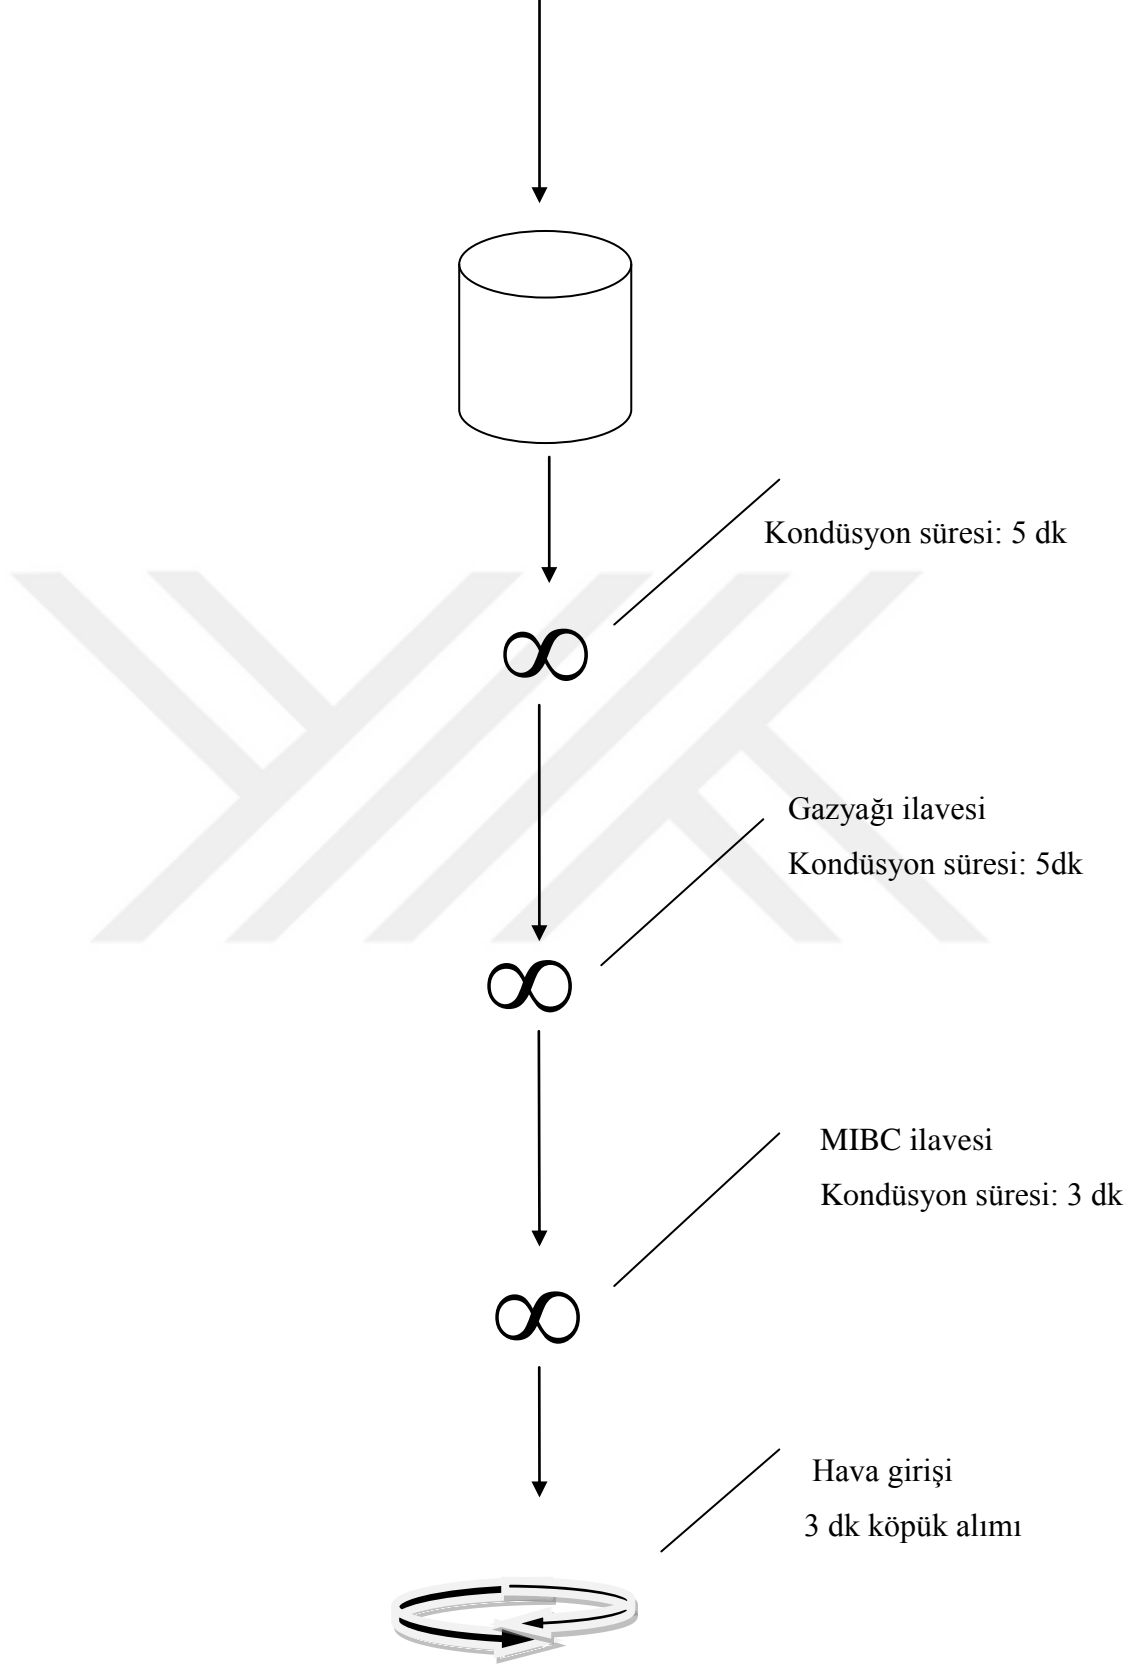 Kondüsyon süresi: 5 dk
Gazyağı ilavesi
Kondüsyon süresi: 5dk
MIBC ilavesi
Kondüsyon süresi: 3 dk
Hava girişi
3 dk köpük alımı